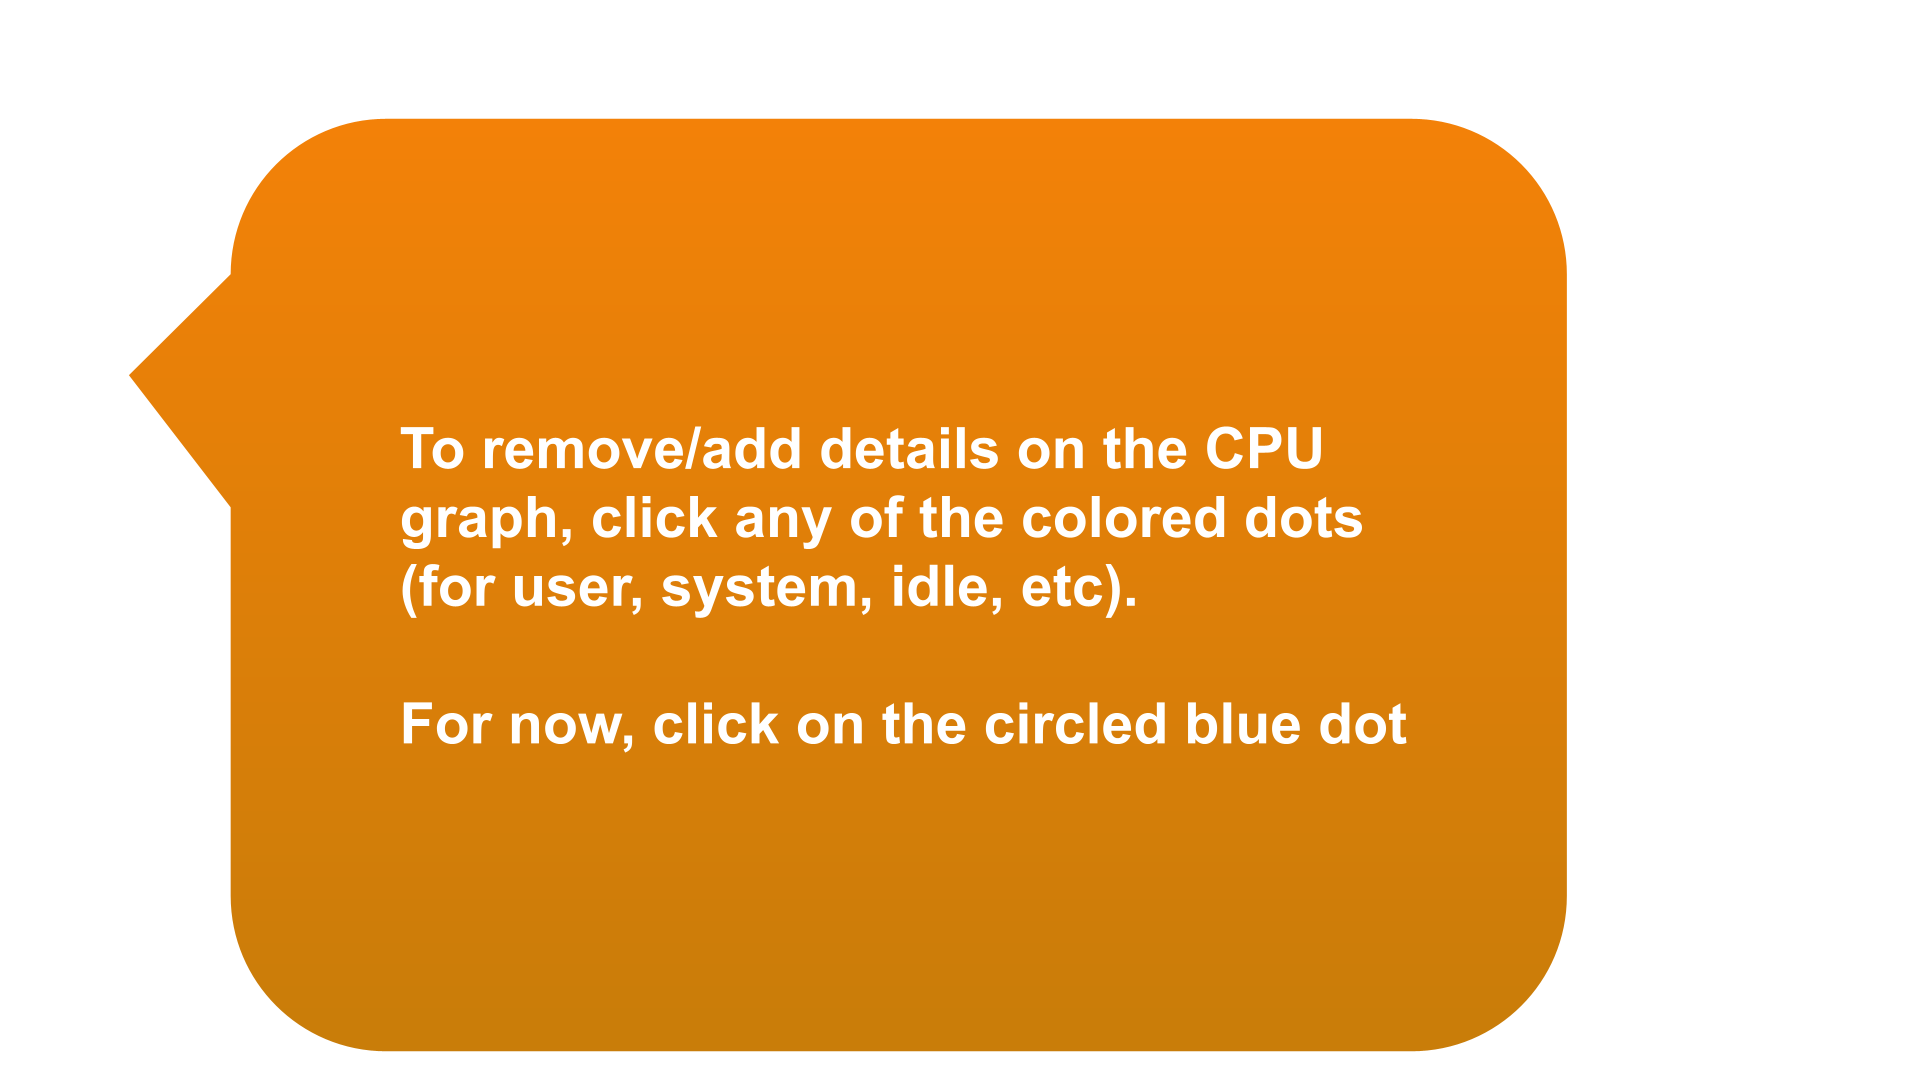 To remove/add details on the CPU
graph, click any of the colored dots
(for user, system, idle, etc).
For now, click on the circled blue dot